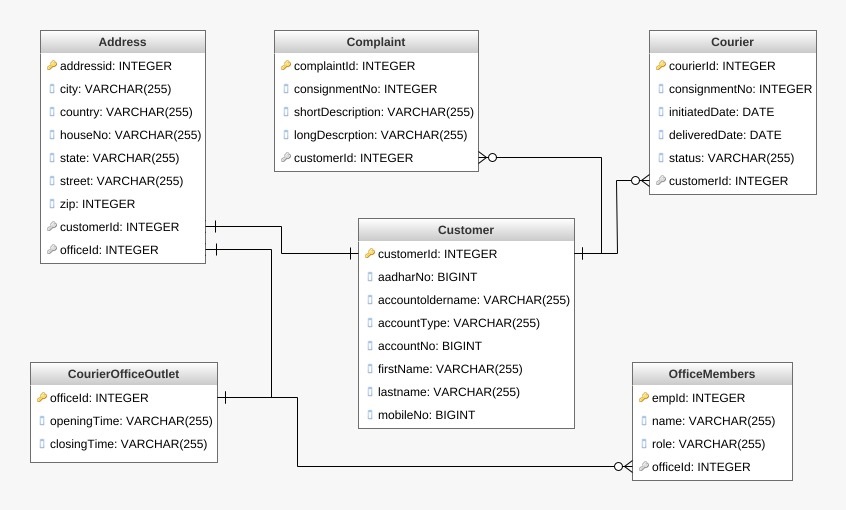 Address
addressid: INTEGER
city: VARCHAR(255)
country: VARCHAR(255)
houseNo: VARCHAR(255)
state: VARCHAR(255)
street: VARCHAR(255)
zip: INTEGER
customerId: INTEGER
officeId: INTEGER
Complaint
complaintId: INTEGER
consignmentNo: INTEGER
shortDescription: VARCHAR(255)
longDescrption: VARCHAR(255)
customerId: INTEGER
Courier
courierId: INTEGER
consignmentNo: INTEGER
initiatedDate: DATE
deliveredDate: DATE
status: VARCHAR(255)
customerId: INTEGER
Customer
customerId: INTEGER
aadharNo: BIGINT
accountoldername: VARCHAR(255)
accountType: VARCHAR(255)
accountNo: BIGINT
firstName: VARCHAR(255)
lastname: VARCHAR(255)
mobileNo: BIGINT
CourierOfficeOutlet
officeId: INTEGER
openingTime: VARCHAR(255)
closingTime: VARCHAR(255)
OfficeMembers
empId: INTEGER
name: VARCHAR(255)
role: VARCHAR(255)
officeId: INTEGER